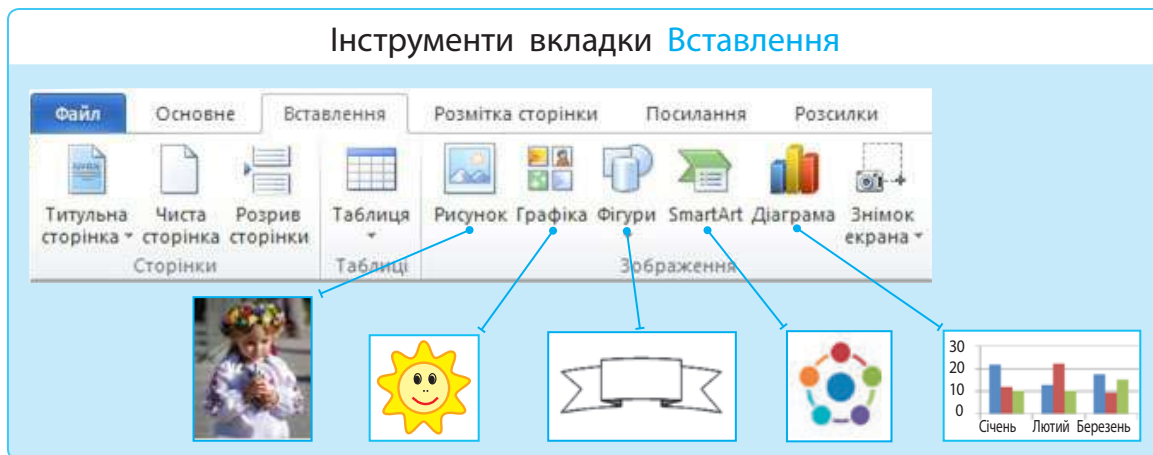 Інструменти вкладки Вставлення
Файл Основне Вставлення Розмітка сторінки Посилання Розсилки
Титульна сторінка
Чиста сторінка
Розрив сторінки
Таблиця
Рисунок
Графіка
Фігури
SmartArt
Діаграма
Знімок екрана
Сторінки
Таблиці
Зображення
30
20
10
0
Січень Лютий Березень